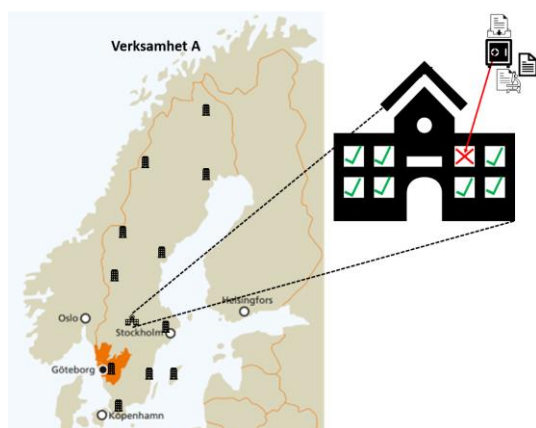 Verksamhet A
Helsingfors
Oslo
Stockholm
Göteborg
Köpenhamn